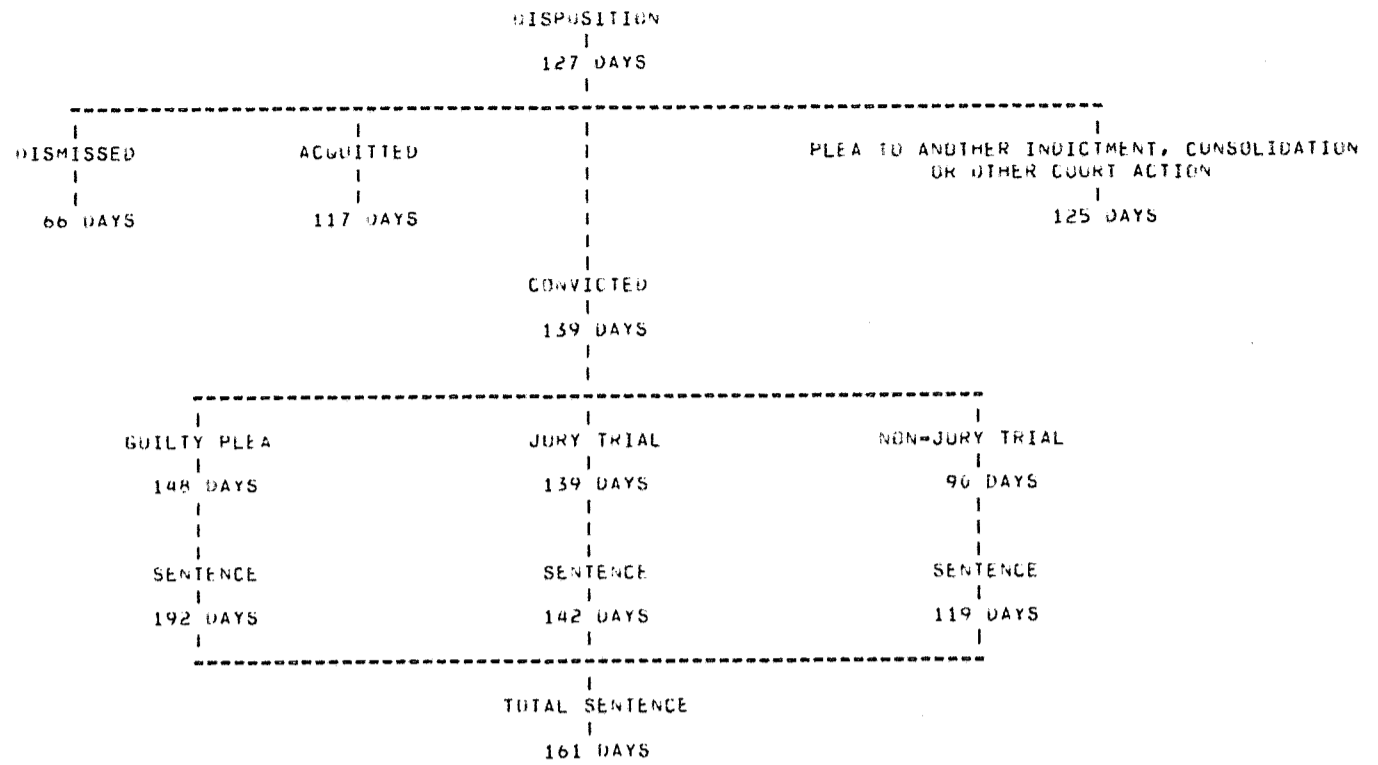 DISPOSITION
127 DAYS
DISMISSED ACQUITTED PLEA TO ANOTHER INDICTMENT, CONSOLIDATION
OR OTHER COURT ACTION
66 DAYS 117 DAYS 125 DAYS
CONVICTED
139 DAYS
GUILTY PLEA JURY TRIAL NON-JURY TRIAL
148 DAYS 139 DAYS 90 DAYS
SENTENCE SENTENCE SENTENCE
192 DAYS 142 DAYS 119 DAYS
TOTAL SENTENCE
161 DAYS